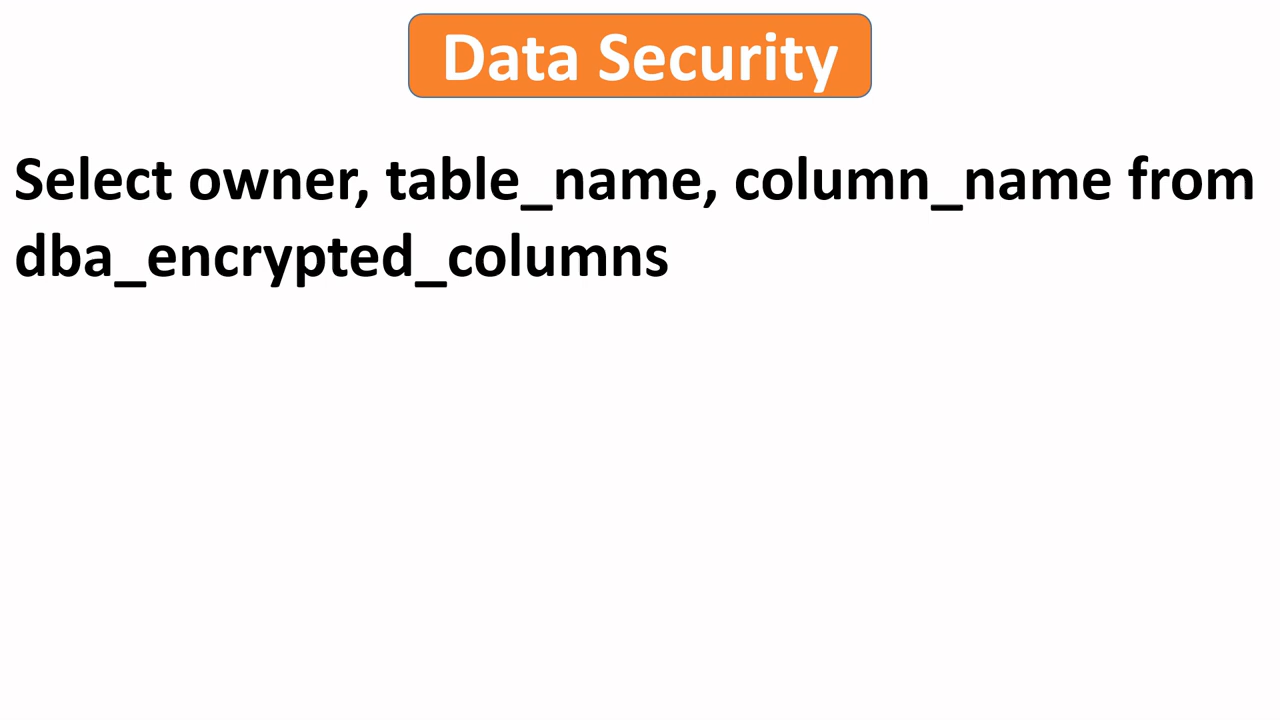 Data Security
Select owner, table_name, column_name from
dba_encrypted_columns